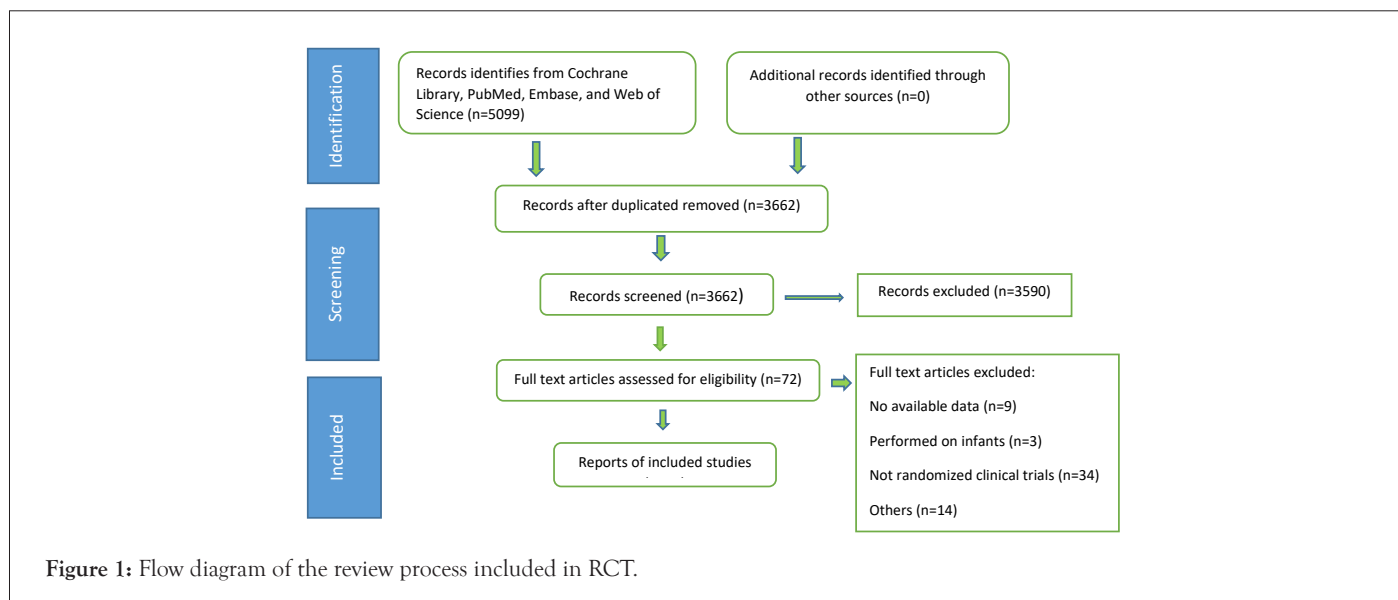 Identification
Records identifies from Cochrane
Library, PubMed, Embase, and Web of
Science (n=5099)
Additional records identified through
other sources (n=0)
Records after duplicated removed (n=3662)
Screening
Records screened (n=3662)
Records excluded (n=3590)
Full text articles assessed for eligibility (n=72)
Full text articles excluded:
No available data (n=9)
Performed on infants (n=3)
Not randomized clinical trials (n=34)
Others (n=14)
Included
Reports of included studies
Figure 1: Flow diagram of the review process included in RCT.